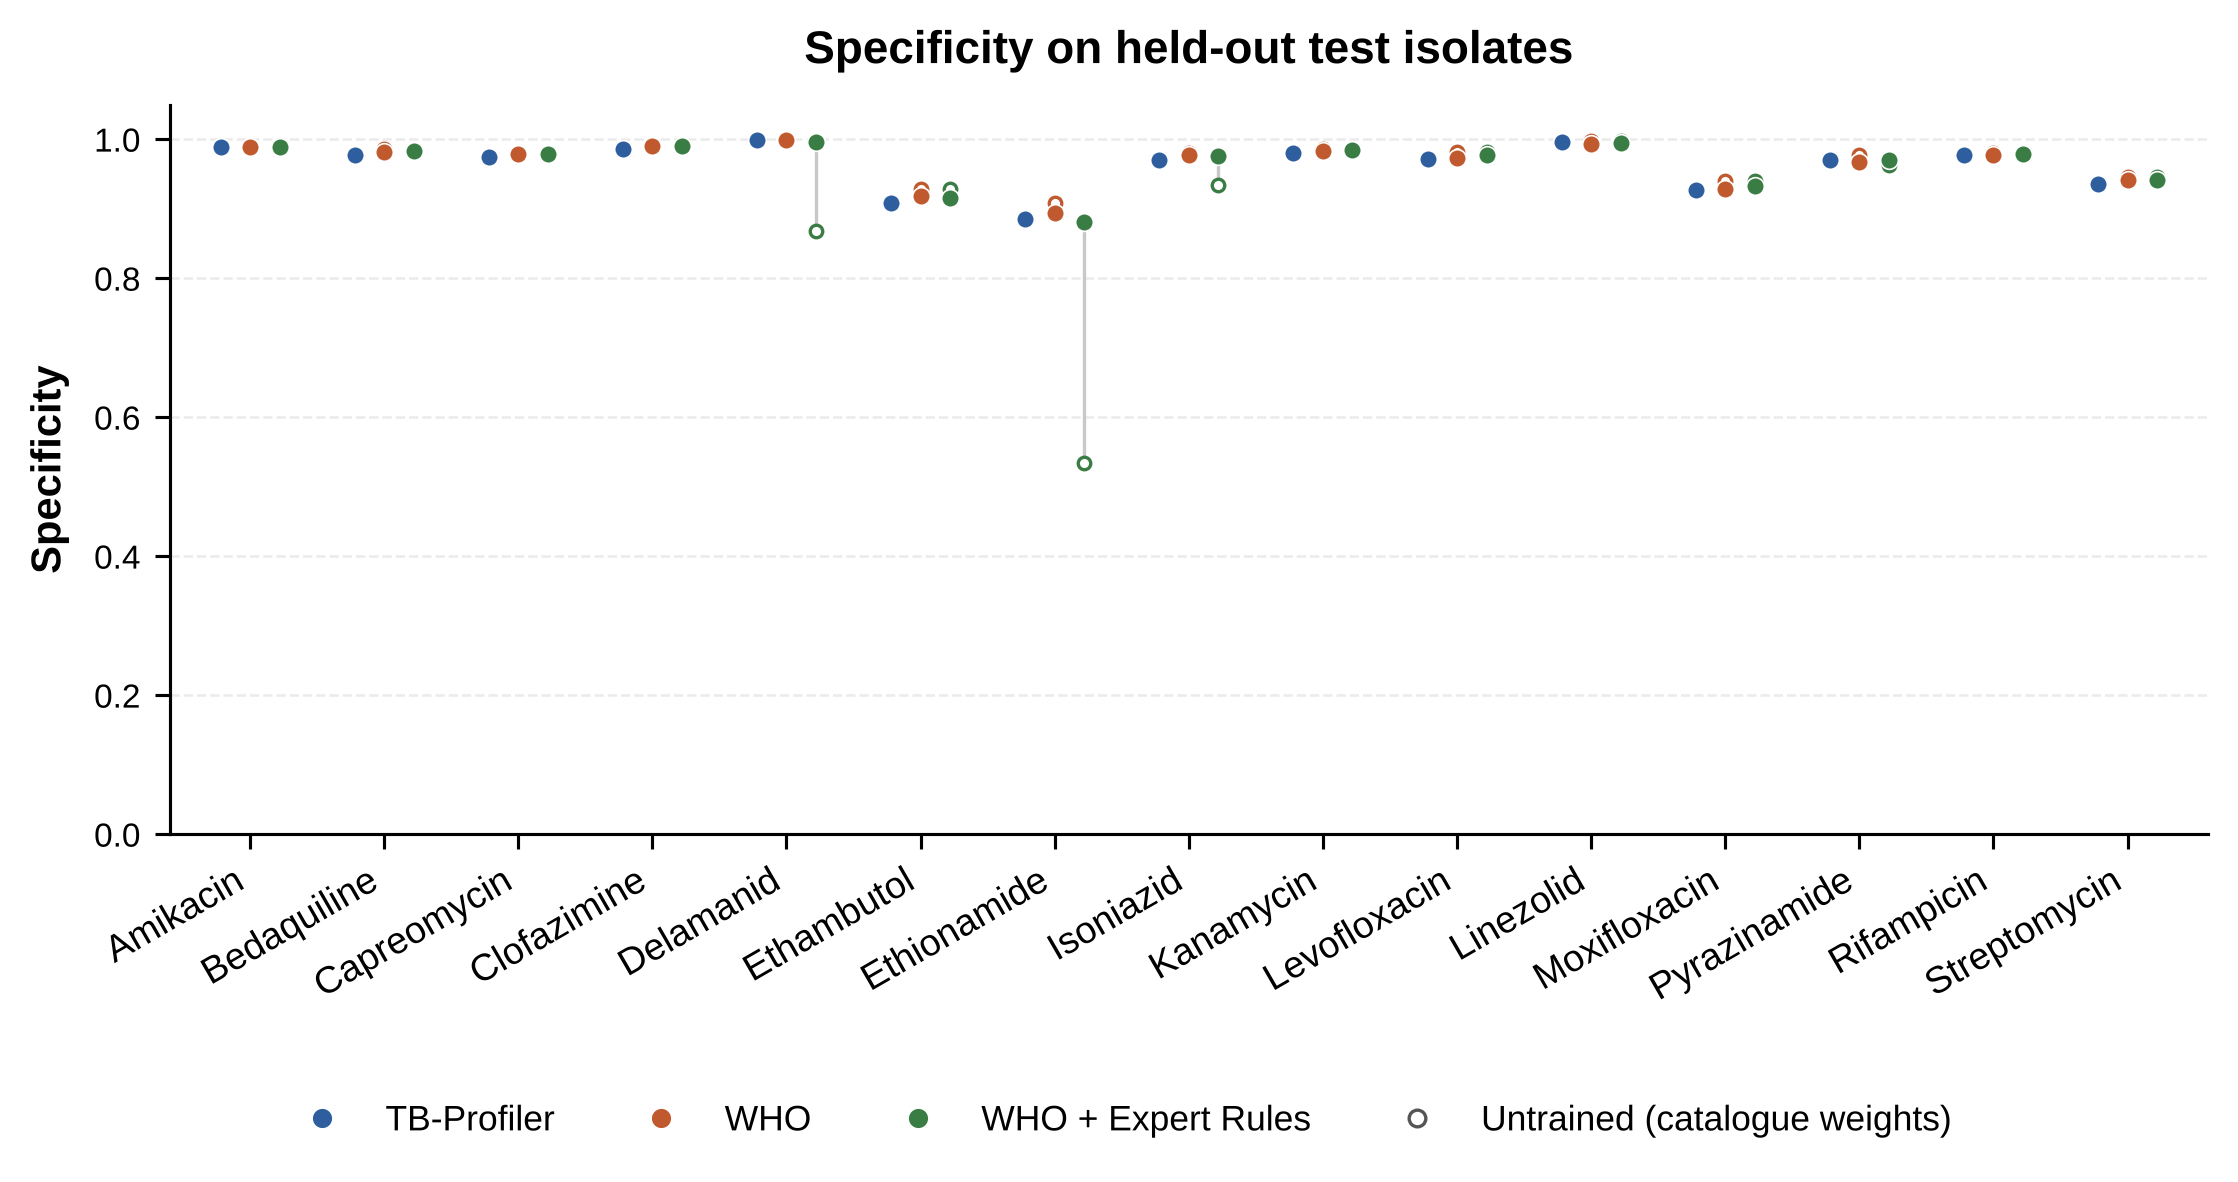 Specificity on held-out test isolates
Specificity
1.0
0.8
0.6
0.4
0.2
0.0
Amikacin
Bedaquiline
Capreomycin
Clofazimine
Delamanid
Ethambutol
Ethionamide
Isoniazid
Kanamycin
Levofloxacin
Linezolid
Moxifloxacin
Pyrazinamide
Rifampicin
Streptomycin
TB-Profiler
WHO
WHO + Expert Rules
Untrained (catalogue weights)